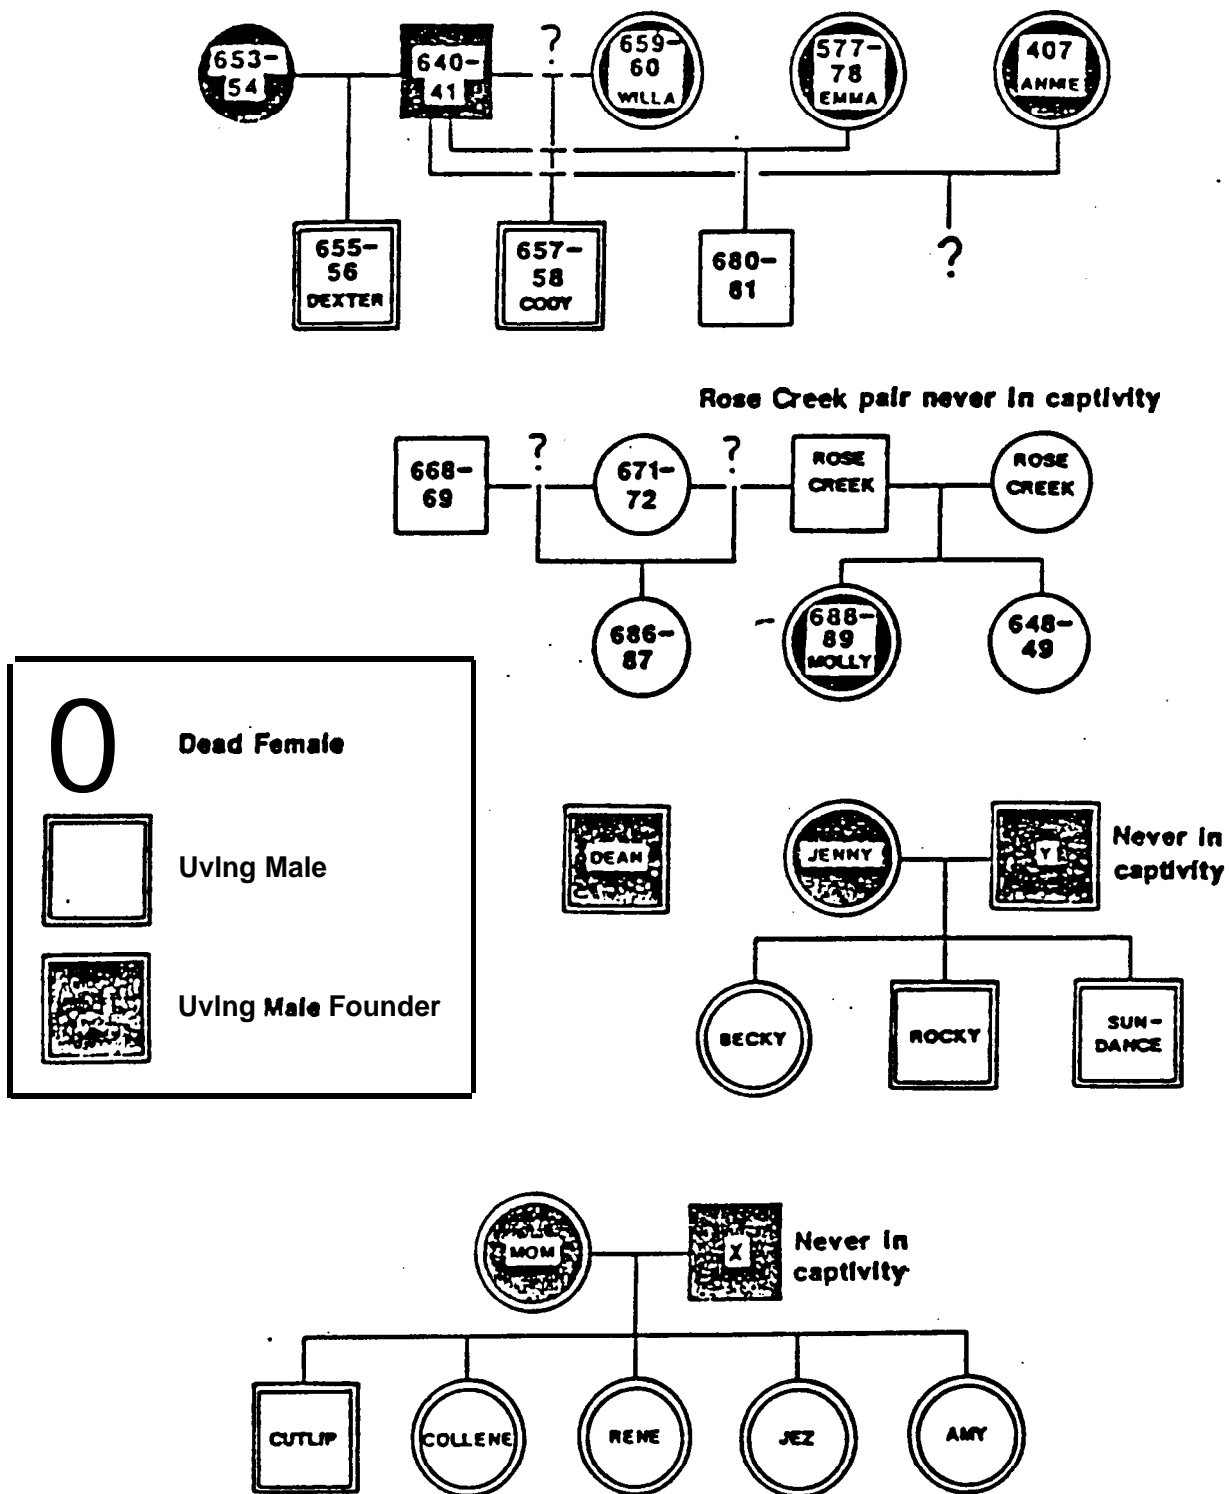 653-
54
640-
41
?
659-
60
WILLA
577-
78
EMMA
407
ANNIE
655-
56
DEXTER
657-
58
CODY
680-
81
?
Rose Creek pair never in captivity
668-
69
?
671-
72
?
ROSE
CREEK
ROSE
CREEK
686-
87
688-
89
MOLLY
648-
49
O Dead Female
UvIng Male
UvIng Male Founder
DEAN
JENNY
Y
Never in
captivity
BECKY
ROCKY
SUN-
DANCE
MOM
X
Never in
captivity
CUTLIP
COLLENE
RENE
JEZ
AMY